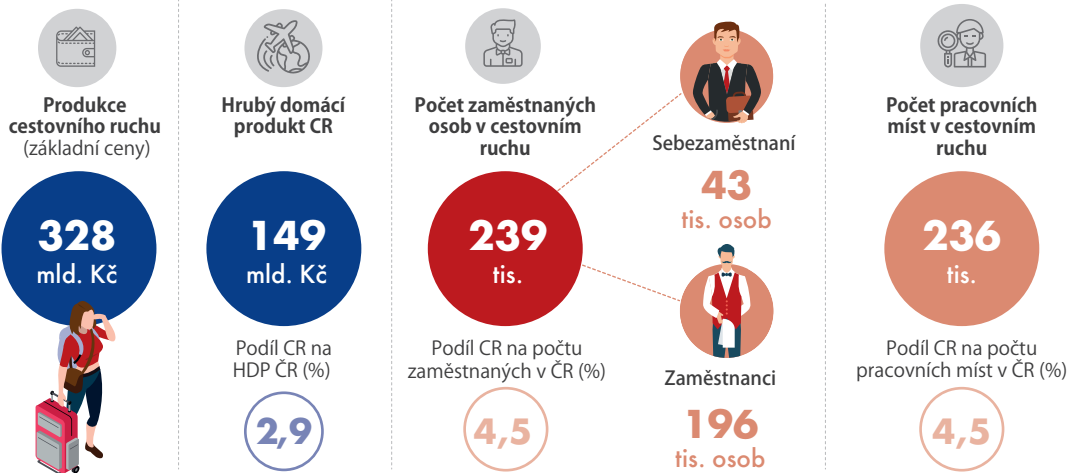 Produkce
cestovního ruchu
(základní ceny)
328
mld. Kč
Hrubý domácí
produkt CR
149
mld. Kč
Podíl CR na
HDP ČR (%)
2,9
Počet zaměstnaných
osob v cestovním
ruchu
239
tis.
Podíl CR na počtu
zaměstnaných v ČR (%)
4,5
Sebezaměstnaní
43
tis. osob
Zaměstnanci
196
tis. osob
Počet pracovních
míst v cestovním
ruchu
236
tis.
Podíl CR na počtu
pracovních míst v ČR (%)
4,5